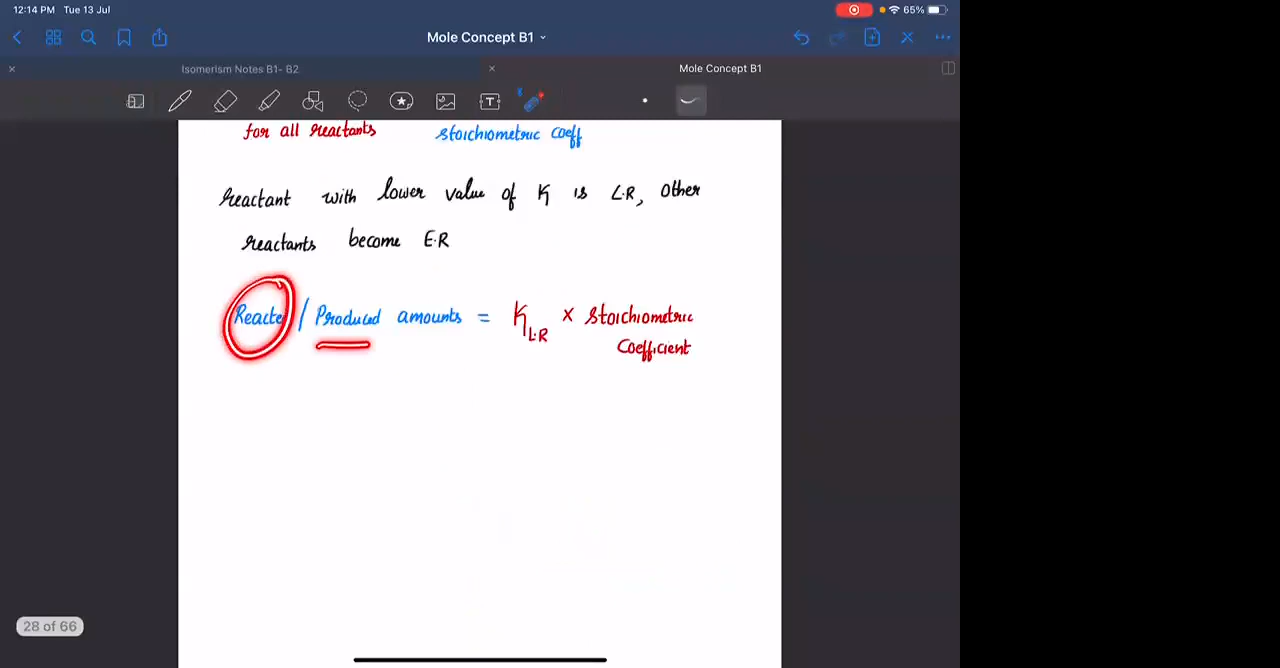 12:14 PM Tue 13 Jul
65%
Mole Concept B1
Isomerism Notes B1- B2
Mole Concept B1
for all reactants stoichiometric coeff
reactant with lower value of K is L.R, Other
reactants become E.R
Reacted / Produced amounts = K L.R × Stoichiometric
Coefficient
28 of 66